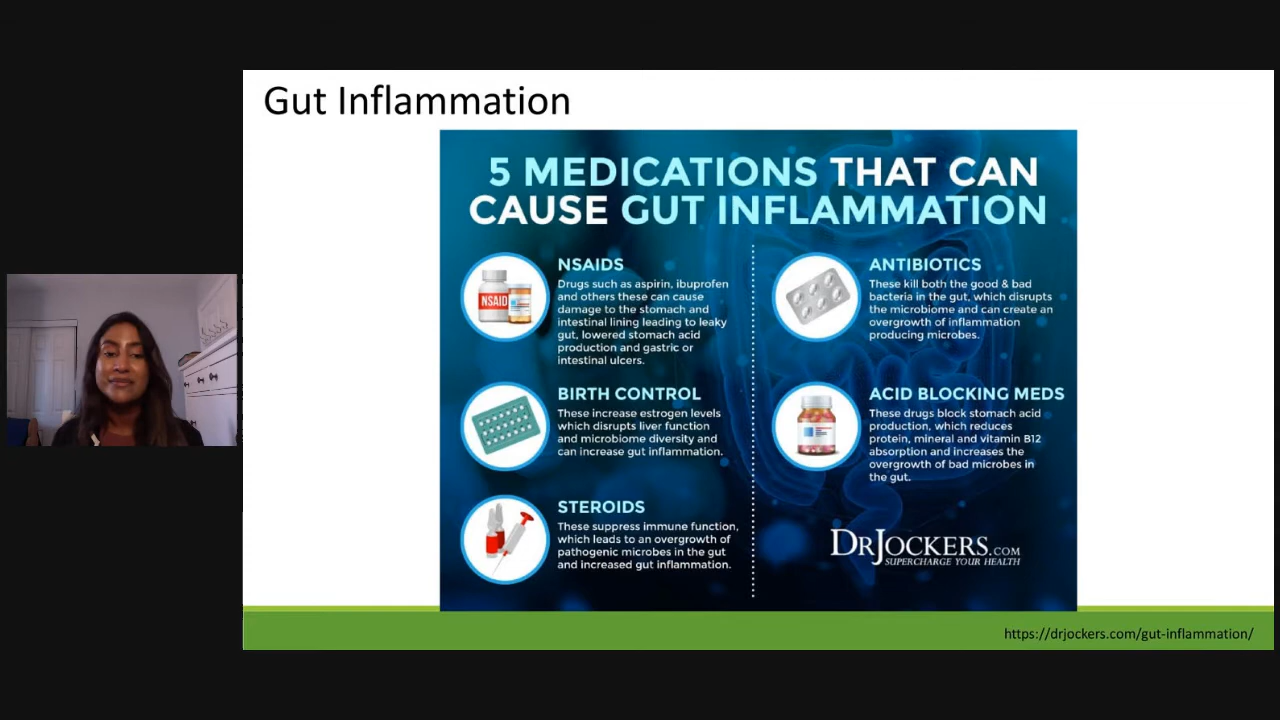 Gut Inflammation
5 MEDICATIONS THAT CAN
CAUSE GUT INFLAMMATION
NSAIDS
Drugs such as aspirin, ibuprofen
and others these can cause
damage to the stomach and
intestinal lining leading to leaky
gut, lowered stomach acid
production and gastric or
intestinal ulcers.
NSAID
BIRTH CONTROL
These increase estrogen levels
which disrupts liver function
and microbiome diversity and
can increase gut inflammation.
STEROIDS
These suppress immune function,
which leads to an overgrowth of
pathogenic microbes in the gut
and increased gut inflammation.
ANTIBIOTICS
These kill both the good & bad
bacteria in the gut, which disrupts
the microbiome and can create an
overgrowth of inflammation
producing microbes.
ACID BLOCKING MEDS
These drugs block stomach acid
production, which reduces
protein, mineral and vitamin B12
absorption and increases the
overgrowth of bad microbes in
the gut.
DRJOCKERS.COM
SUPERCHARGE YOUR HEALTH
https://drjockers.com/gut-inflammation/